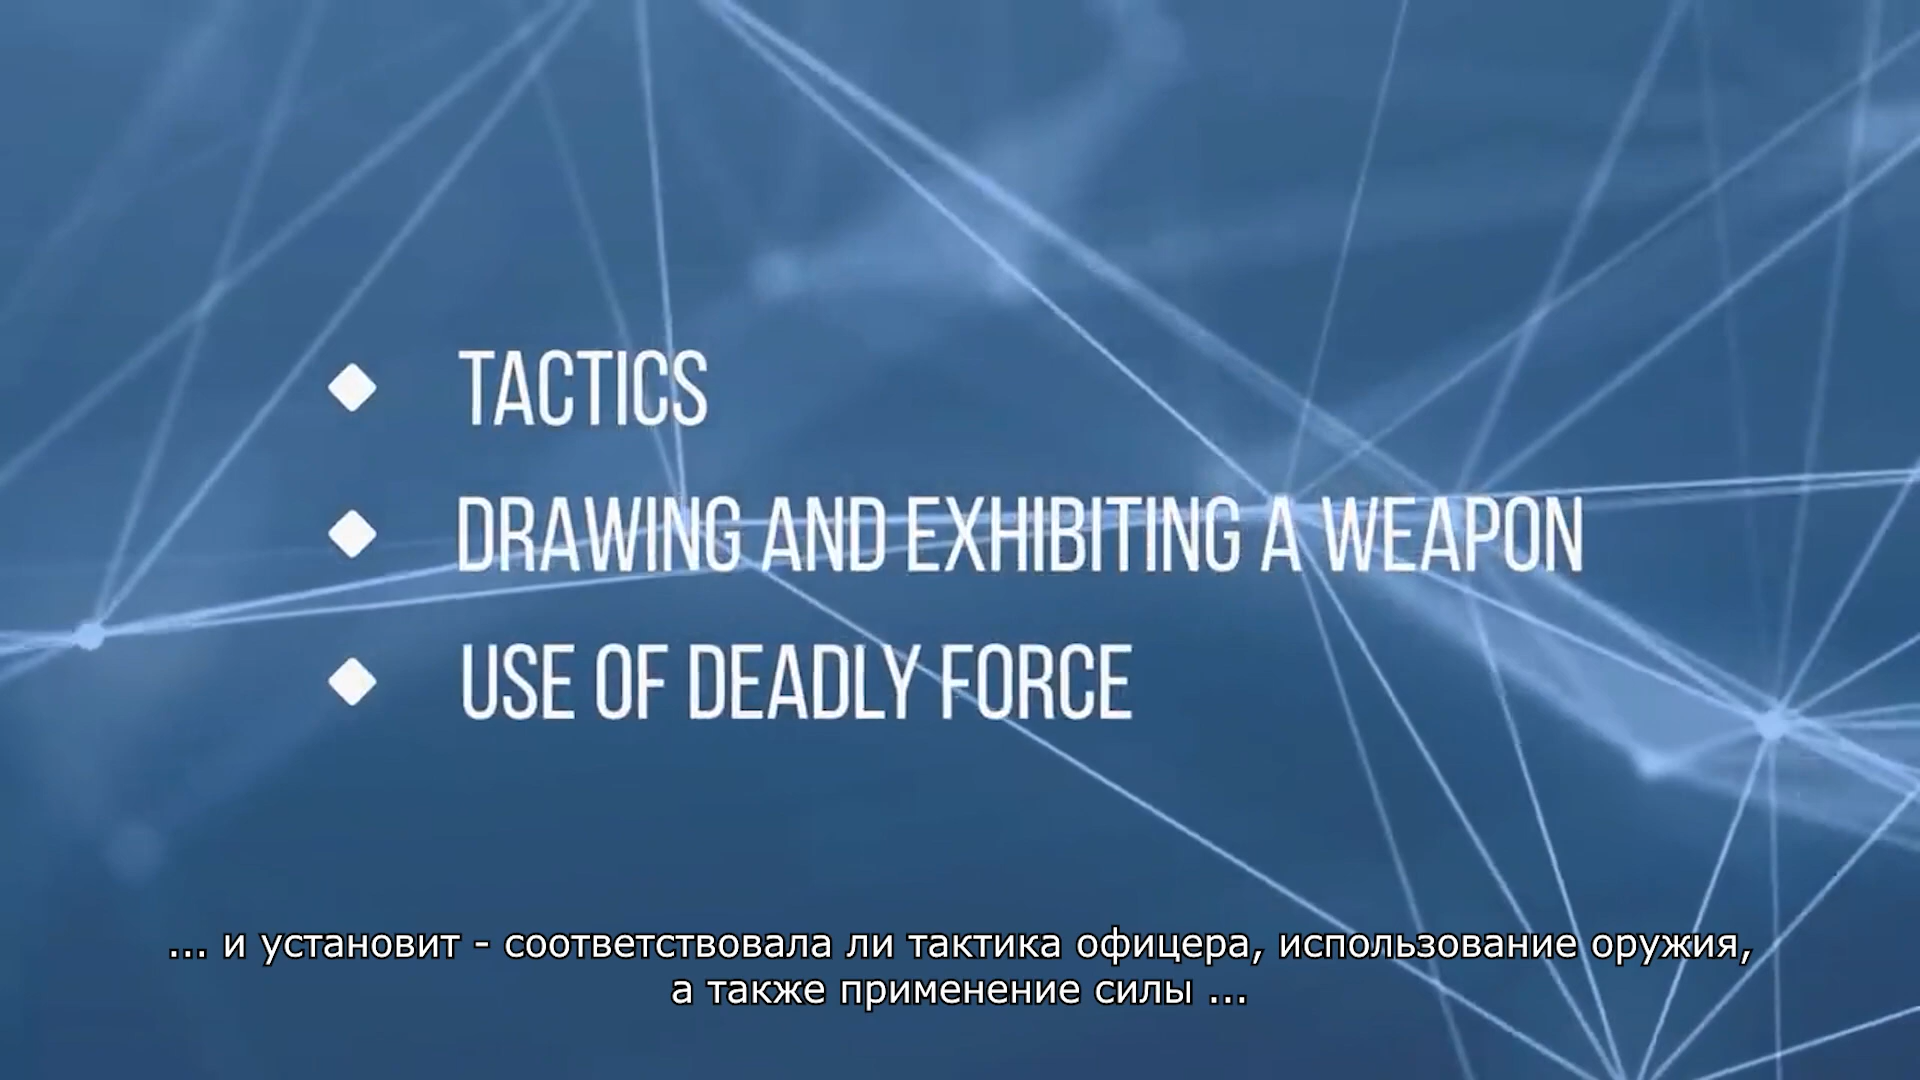 TACTICS
DRAWING AND EXHIBITING A WEAPON
USE OF DEADLY FORCE
... и установит - соответствовала ли тактика офицера, использование оружия,
а также применение силы ...